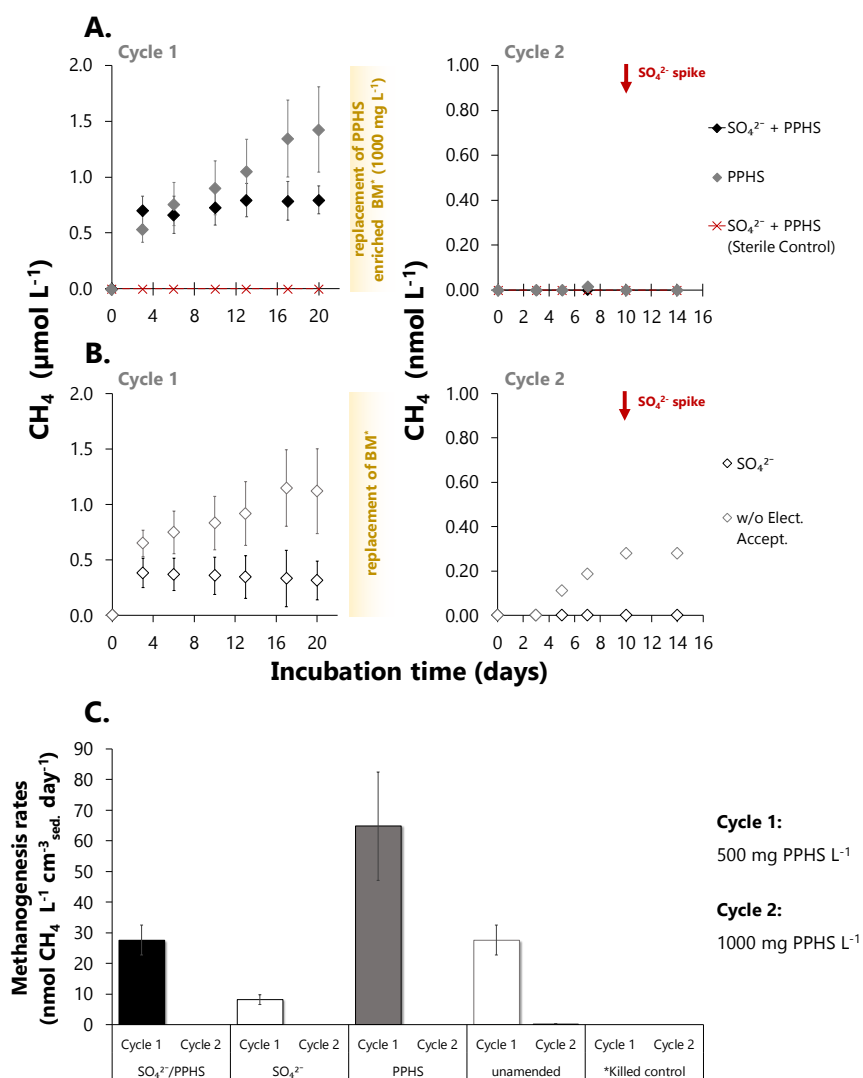 A.
Cycle 1
2.0
1.5
1.0
0.5
0.0
0 4 8 12 16 20
replacement of PPHS
enriched BM* (1000 mg L-1)
Cycle 2
1.00
0.80
0.60
0.40
0.20
0.00
0 2 4 6 8 10 12 14 16
SO₄²- spike
SO₄²⁻ + PPHS
PPHS
SO₄²⁻ + PPHS
(Sterile Control)
CH4 (µmol L-1)
CH4 (nmol L-1)
B.
Cycle 1
2.0
1.5
1.0
0.5
0.0
0 4 8 12 16 20
replacement of BM*
Cycle 2
1.00
0.80
0.60
0.40
0.20
0.00
0 2 4 6 8 10 12 14 16
SO₄²- spike
SO₄²⁻
w/o Elect.
Accept.
Incubation time (days)
C.
Methanogenesis rates
(nmol CH4 L-1 cm-3sed. day-1)
90
80
70
60
50
40
30
20
10
0
Cycle 1 Cycle 2 Cycle 1 Cycle 2 Cycle 1 Cycle 2 Cycle 1 Cycle 2 Cycle 1 Cycle 2
SO₄²⁻/PPHS SO₄²⁻ PPHS unamended *Killed control
Cycle 1:
500 mg PPHS L-1
Cycle 2:
1000 mg PPHS L-1